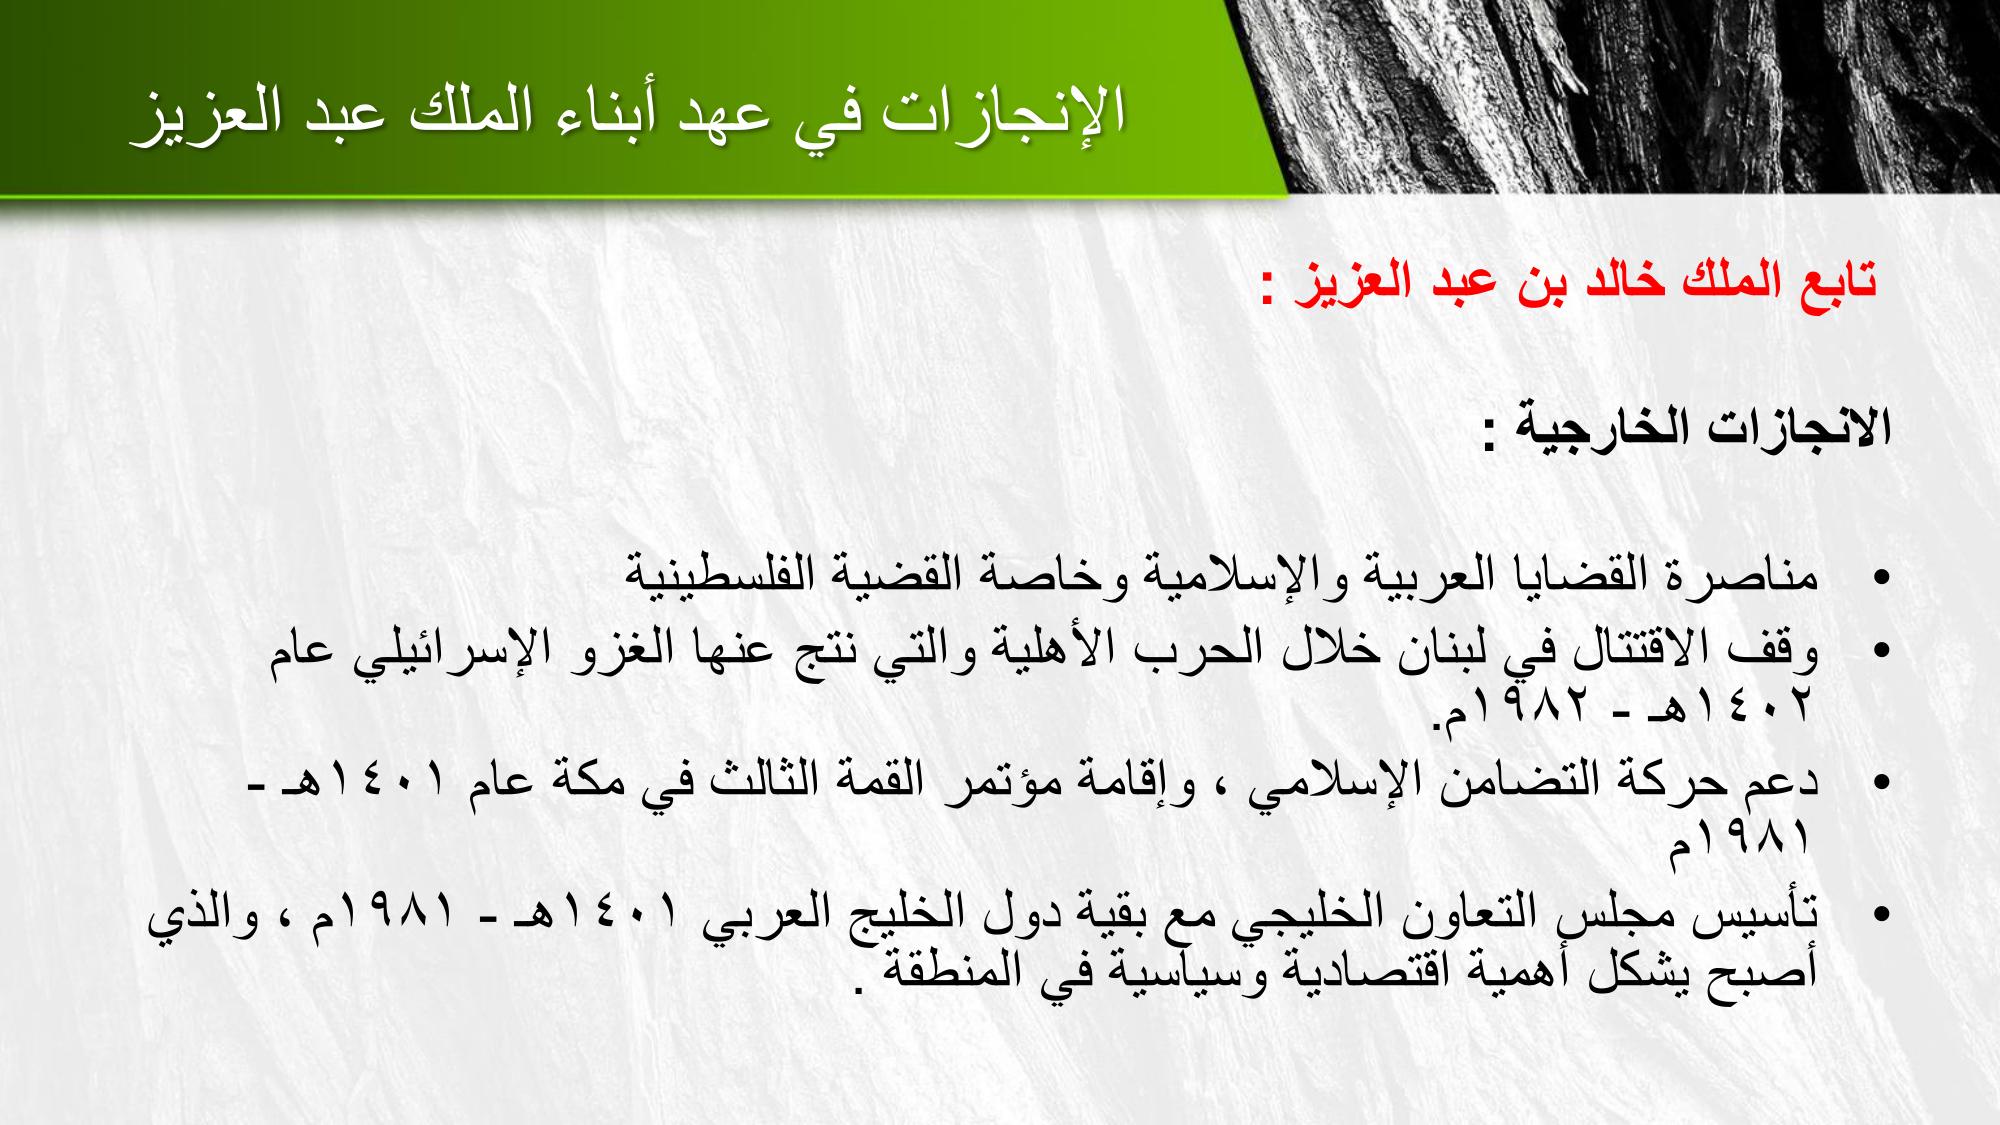 الإنجازات في عهد أبناء الملك عبد العزيز
تابع الملك خالد بن عبد العزيز :
الانجازات الخارجية :
• مناصرة القضايا العربية والإسلامية وخاصة القضية الفلسطينية
• وقف الاقتتال في لبنان خلال الحرب الأهلية والتي نتج عنها الغزو الإسرائيلي عام
١٤٠٢هـ - ١٩٨٢م.
• دعم حركة التضامن الإسلامي ، وإقامة مؤتمر القمة الثالث في مكة عام ١٤٠١هـ -
١٩٨١م
• تأسيس مجلس التعاون الخليجي مع بقية دول الخليج العربي ١٤٠١هـ - ١٩٨١م ، والذي
أصبح يشكل أهمية اقتصادية وسياسية في المنطقة .